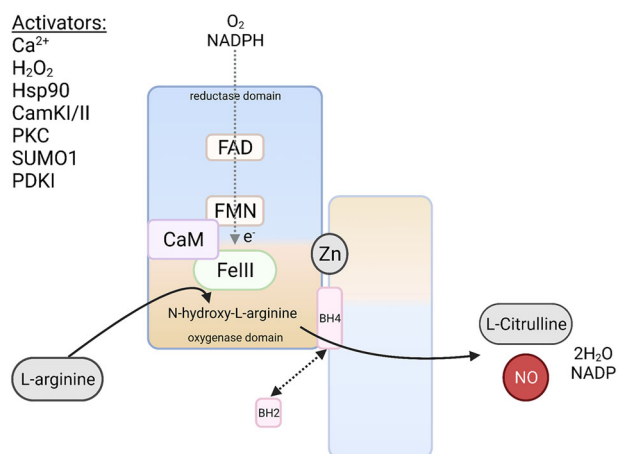 Activators:
Ca²⁺
H₂O₂
Hsp90
CamKI/II
PKC
SUMO1
PDKI
O₂
NADPH
reductase domain
FAD
FMN
CaM
e⁻
FeIII
Zn
N-hydroxy-L-arginine
BH4
oxygenase domain
L-arginine
BH2
L-Citrulline
NO
2H₂O
NADP